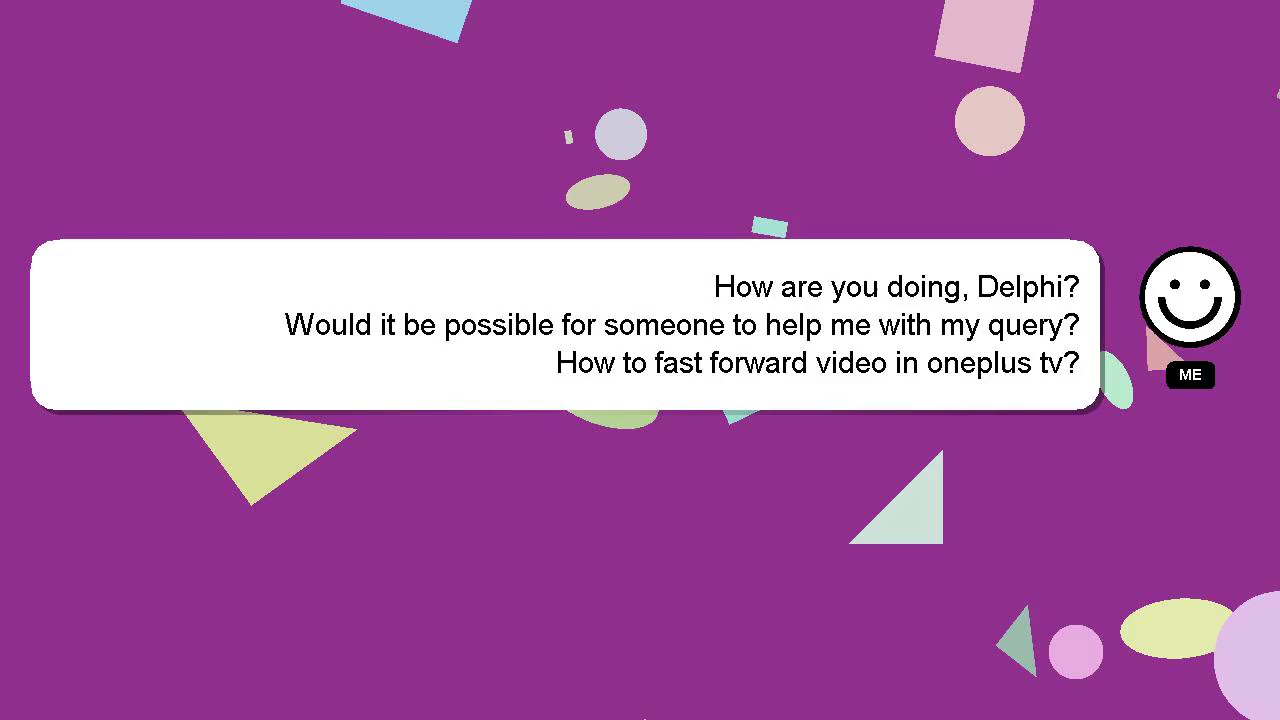 How are you doing, Delphi?
Would it be possible for someone to help me with my query?
How to fast forward video in oneplus tv?
ME